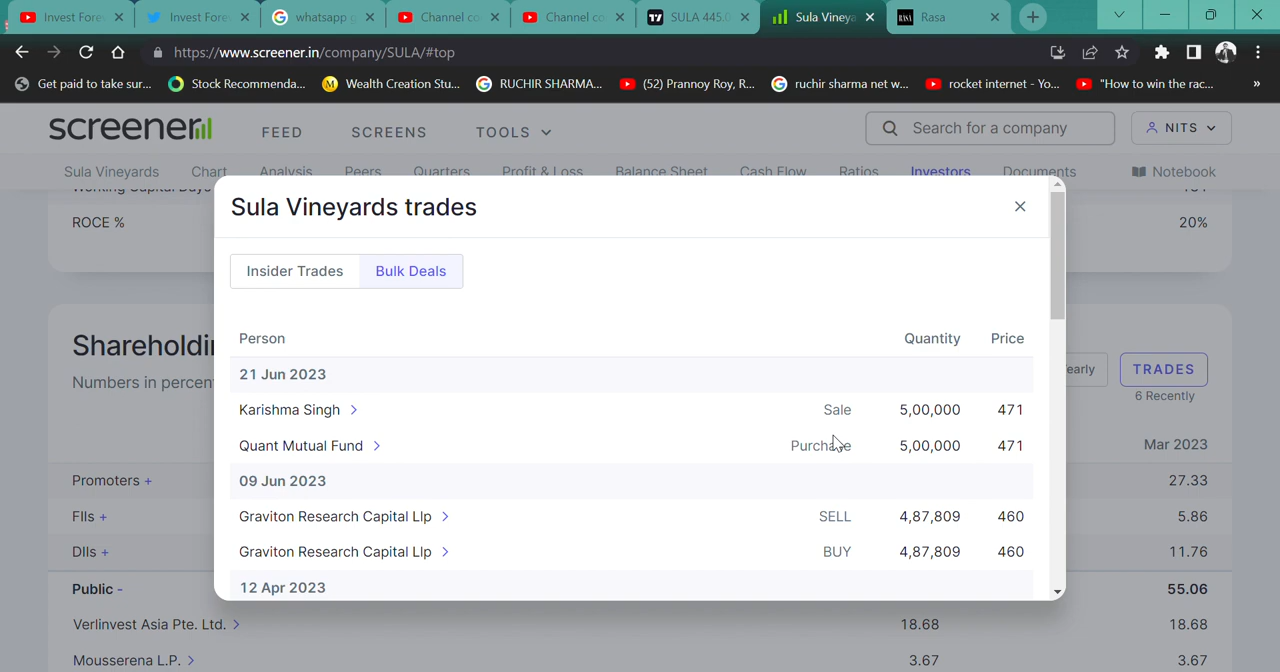 Invest Fore
Invest Fore
whatsapp g
Channel co
Channel co
SULA 445.0
Sula Vineya
Rasa
https://www.screener.in/company/SULA/#top
Get paid to take sur...
Stock Recommenda...
Wealth Creation Stu...
RUCHIR SHARMA...
(52) Prannoy Roy, R...
ruchir sharma net w...
rocket internet - Yo...
"How to win the rac...
»
screener
FEED
SCREENS
TOOLS
Search for a company
NITS
Sula Vineyards
Chart
Analysis
Peers
Quarters
Profit & Loss
Balance Sheet
Cash Flow
Ratios
Investors
Documents
Notebook
Working Capital Days
ROCE %
20%
Sula Vineyards trades
Insider Trades
Bulk Deals
Person Quantity Price
21 Jun 2023
Karishma Singh Sale 5,00,000 471
Quant Mutual Fund Purchase 5,00,000 471
09 Jun 2023
Graviton Research Capital Llp SELL 4,87,809 460
Graviton Research Capital Llp BUY 4,87,809 460
12 Apr 2023
Shareholdi
Numbers in percen
early
TRADES
6 Recently
Mar 2023
Promoters + 27.33
FIIs + 5.86
DIIs + 11.76
Public - 55.06
Verlinvest Asia Pte. Ltd. 18.68 18.68
Mousserena L.P. 3.67 3.67